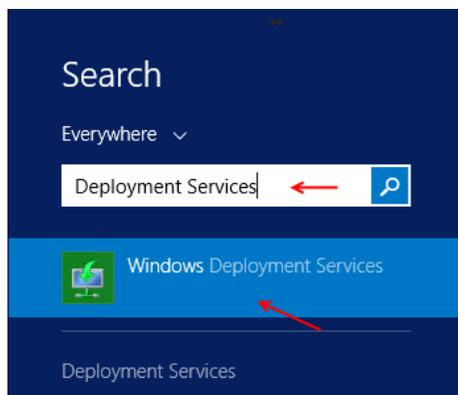 Search
Everywhere
Deployment Services
Windows Deployment Services
Deployment Services